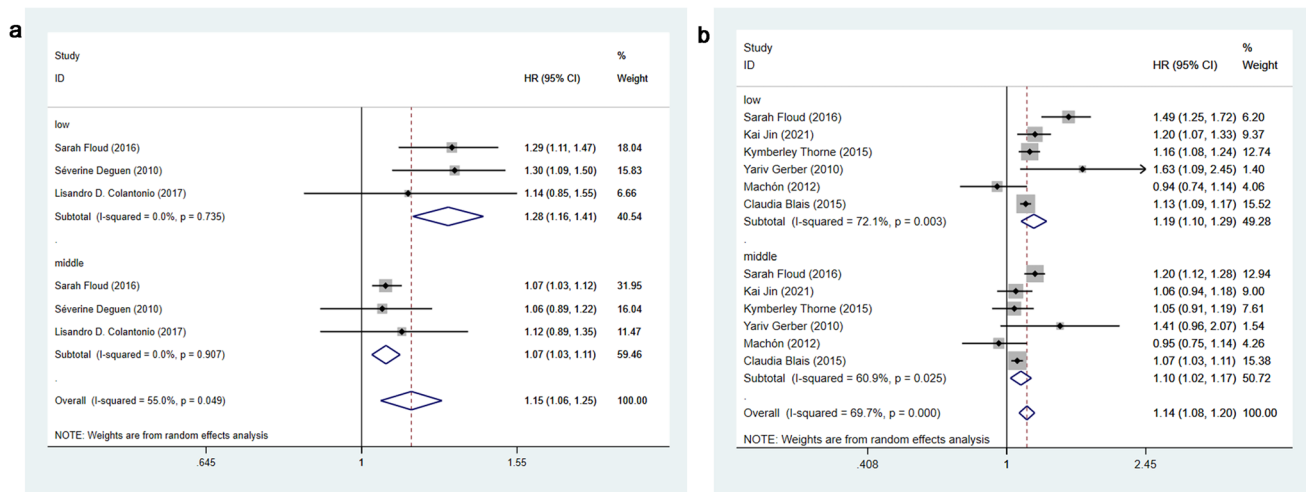 a
Study %
ID HR (95% CI) Weight
low
Sarah Floud (2016) 1.29 (1.11, 1.47) 18.04
Séverine Deguen (2010) 1.30 (1.09, 1.50) 15.83
Lisandro D. Colantonio (2017) 1.14 (0.85, 1.55) 6.66
Subtotal (I-squared = 0.0%, p = 0.735) 1.28 (1.16, 1.41) 40.54
.
middle
Sarah Floud (2016) 1.07 (1.03, 1.12) 31.95
Séverine Deguen (2010) 1.06 (0.89, 1.22) 16.04
Lisandro D. Colantonio (2017) 1.12 (0.89, 1.35) 11.47
Subtotal (I-squared = 0.0%, p = 0.907) 1.07 (1.03, 1.11) 59.46
.
Overall (I-squared = 55.0%, p = 0.049) 1.15 (1.06, 1.25) 100.00
NOTE: Weights are from random effects analysis
.645 1 1.55
b
Study %
ID HR (95% CI) Weight
low
Sarah Floud (2016) 1.49 (1.25, 1.72) 6.20
Kai Jin (2021) 1.20 (1.07, 1.33) 9.37
Kymberley Thorne (2015) 1.16 (1.08, 1.24) 12.74
Yariv Gerber (2010) 1.63 (1.09, 2.45) 1.40
Machón (2012) 0.94 (0.74, 1.14) 4.06
Claudia Blais (2015) 1.13 (1.09, 1.17) 15.52
Subtotal (I-squared = 72.1%, p = 0.003) 1.19 (1.10, 1.29) 49.28
.
middle
Sarah Floud (2016) 1.20 (1.12, 1.28) 12.94
Kai Jin (2021) 1.06 (0.94, 1.18) 9.00
Kymberley Thorne (2015) 1.05 (0.91, 1.19) 7.61
Yariv Gerber (2010) 1.41 (0.96, 2.07) 1.54
Machón (2012) 0.95 (0.75, 1.14) 4.26
Claudia Blais (2015) 1.07 (1.03, 1.11) 15.38
Subtotal (I-squared = 60.9%, p = 0.025) 1.10 (1.02, 1.17) 50.72
.
Overall (I-squared = 69.7%, p = 0.000) 1.14 (1.08, 1.20) 100.00
NOTE: Weights are from random effects analysis
.408 1 2.45